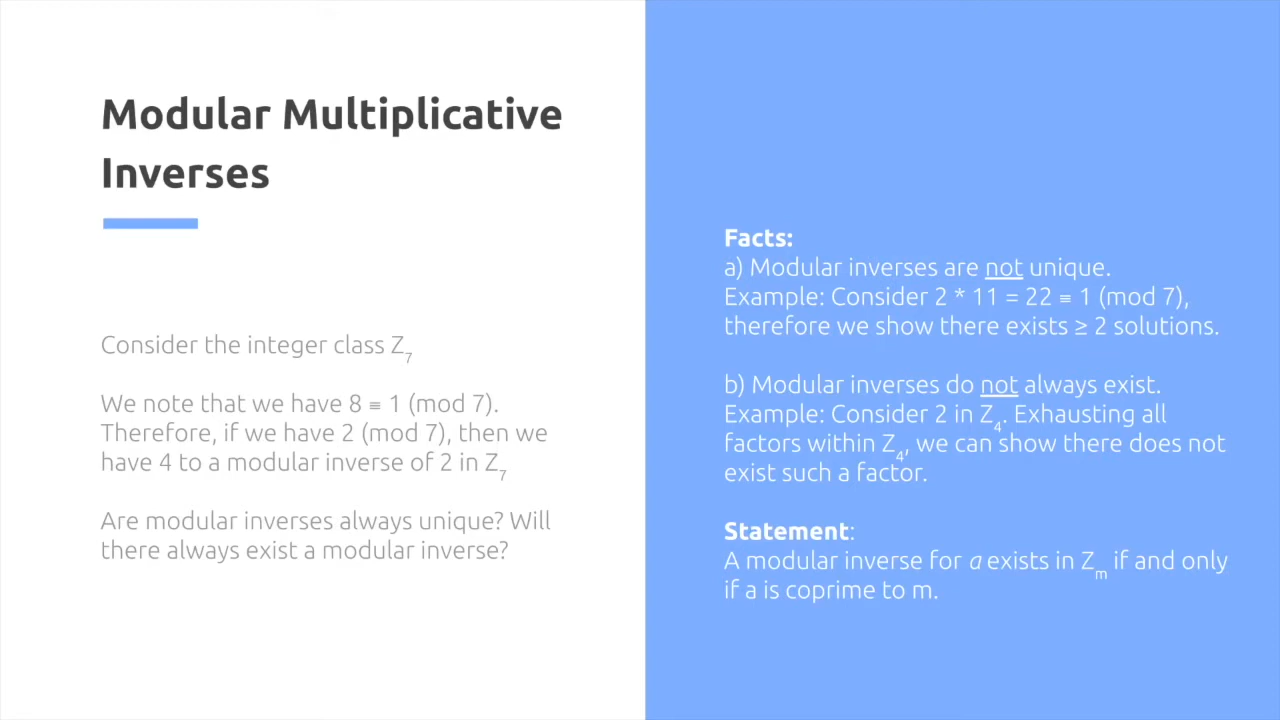 Modular Multiplicative
Inverses
Consider the integer class Z₇
We note that we have 8 ≡ 1 (mod 7).
Therefore, if we have 2 (mod 7), then we
have 4 to a modular inverse of 2 in Z₇
Are modular inverses always unique? Will
there always exist a modular inverse?
Facts:
a) Modular inverses are not unique.
Example: Consider 2 * 11 = 22 ≡ 1 (mod 7),
therefore we show there exists ≥ 2 solutions.
b) Modular inverses do not always exist.
Example: Consider 2 in Z₄. Exhausting all
factors within Z₄, we can show there does not
exist such a factor.
Statement:
A modular inverse for a exists in Zₘ if and only
if a is coprime to m.